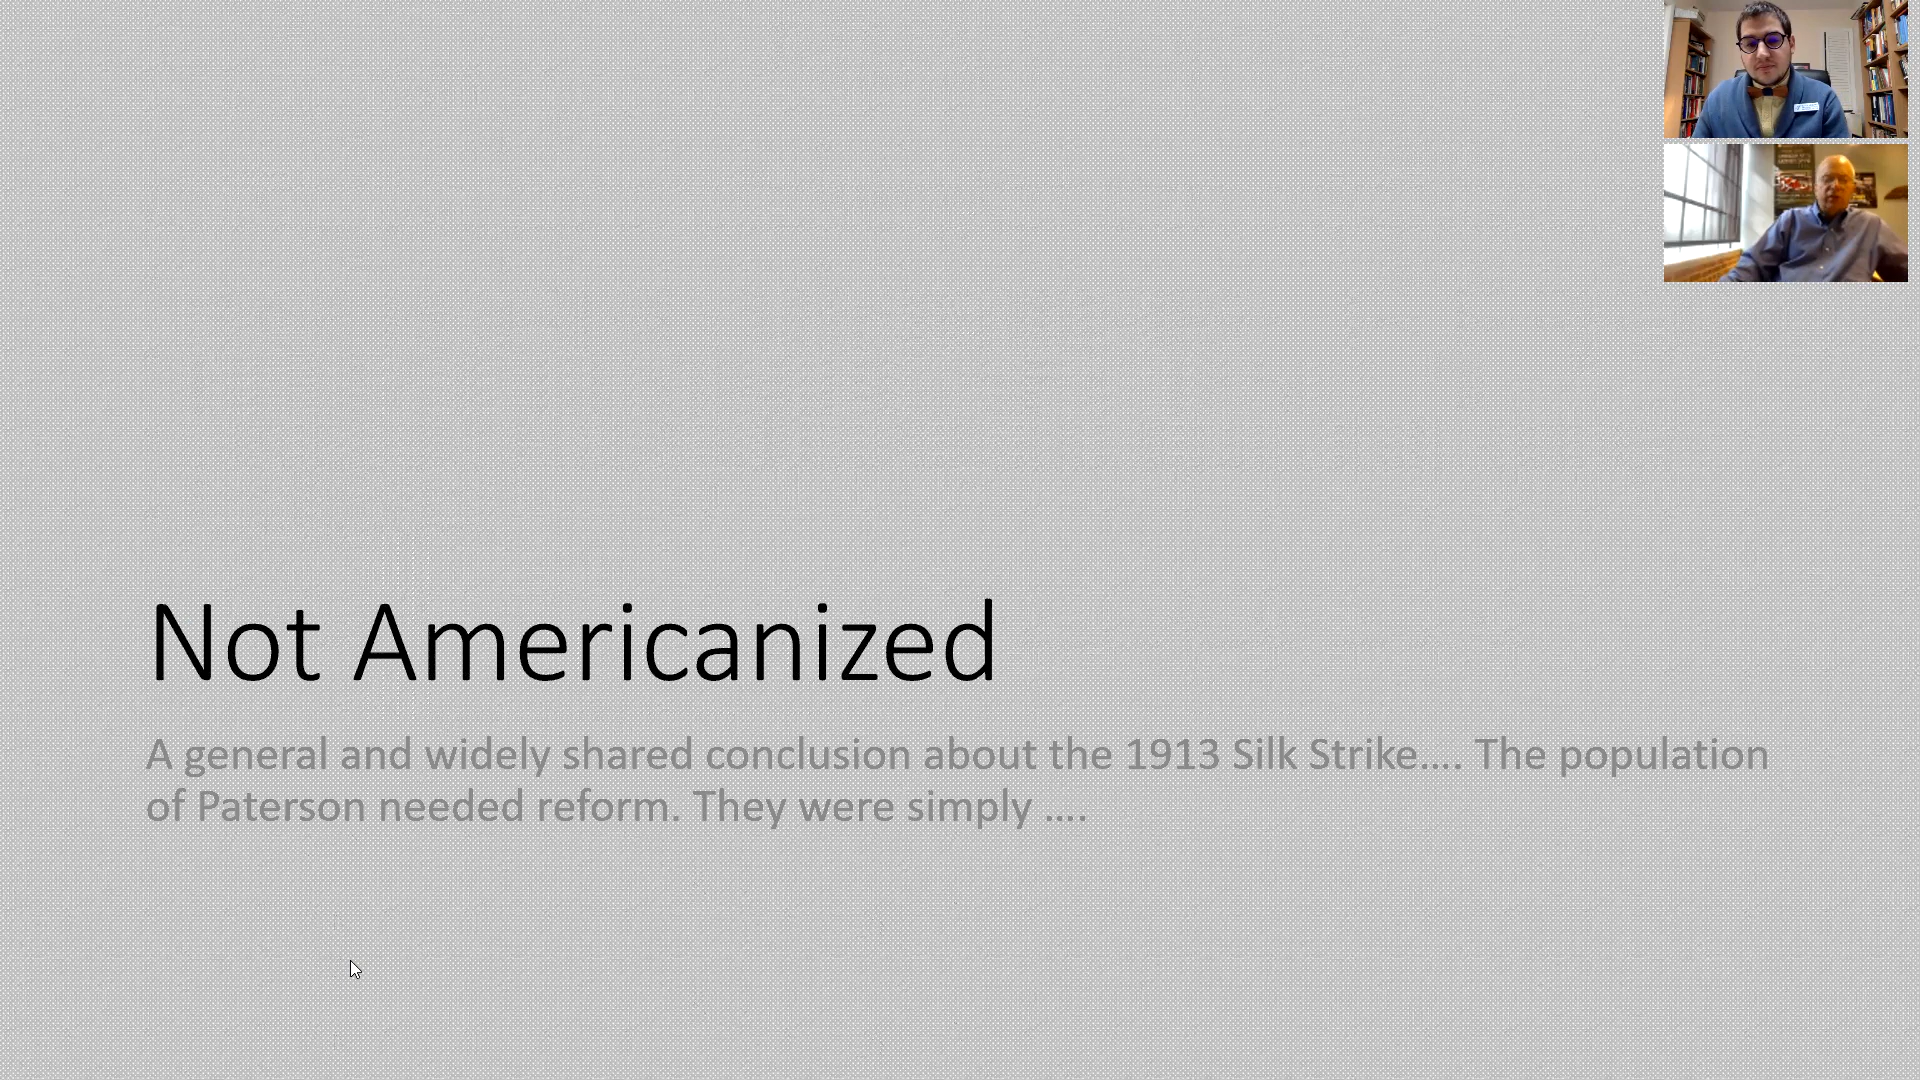 Not Americanized
A general and widely shared conclusion about the 1913 Silk Strike.... The population
of Paterson needed reform. They were simply ....